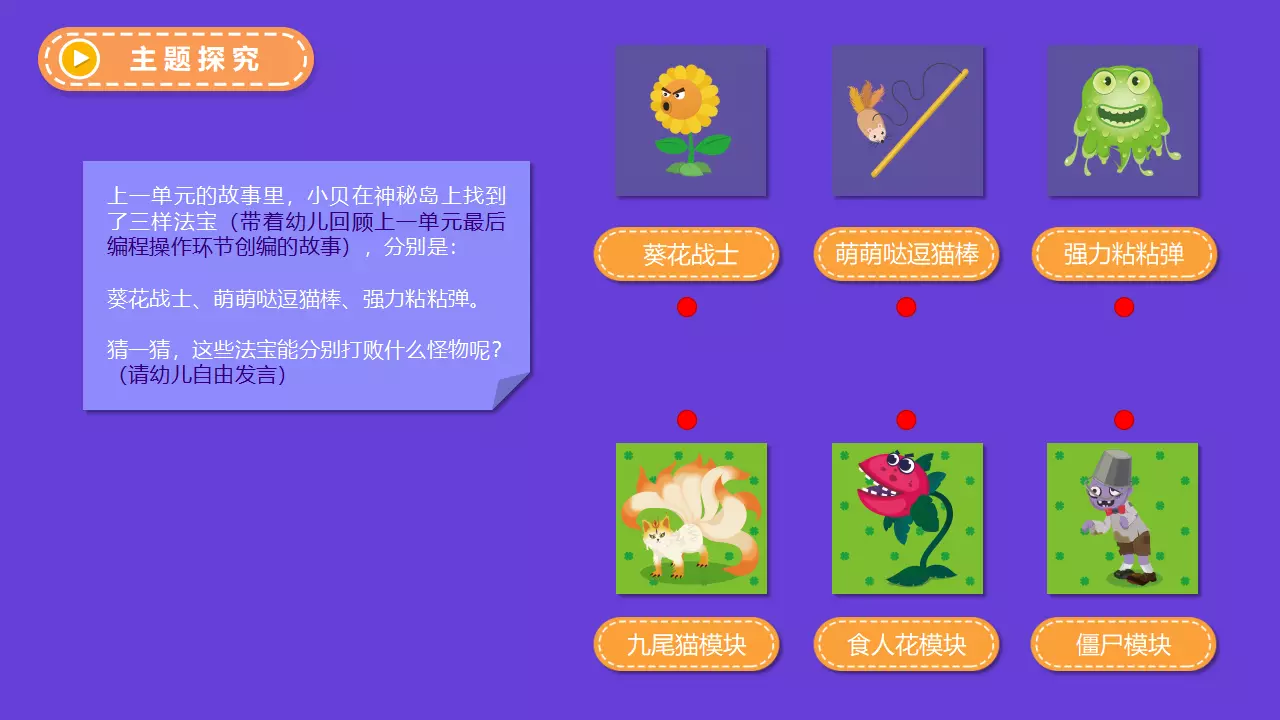 主题探究
上一单元的故事里，小贝在神秘岛上找到
了三样法宝（带着幼儿回顾上一单元最后
编程操作环节创编的故事），分别是：
葵花战士、萌萌哒逗猫棒、强力粘粘弹。
猜一猜，这些法宝能分别打败什么怪物呢？
（请幼儿自由发言）
葵花战士
萌萌哒逗猫棒
强力粘粘弹
九尾猫模块
食人花模块
僵尸模块